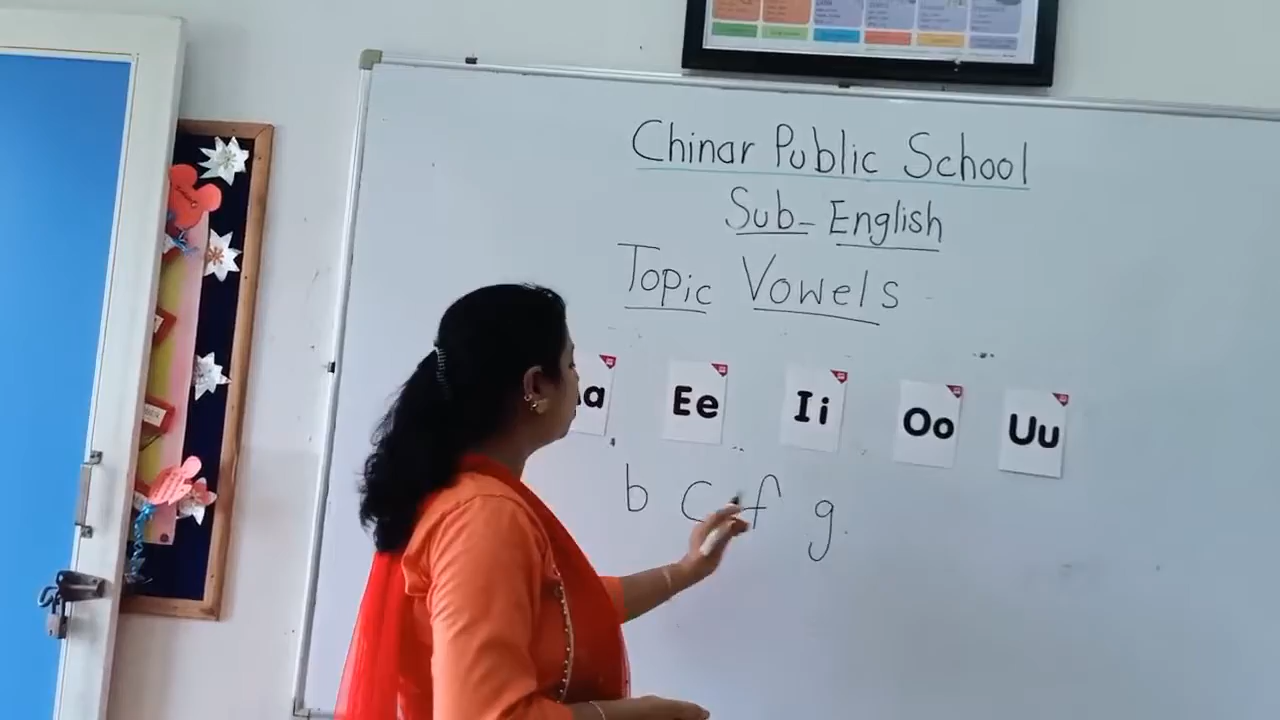 Chinar Public School
Sub- English
Topic Vowels
a Ee Ii Oo Uu
b c f g.